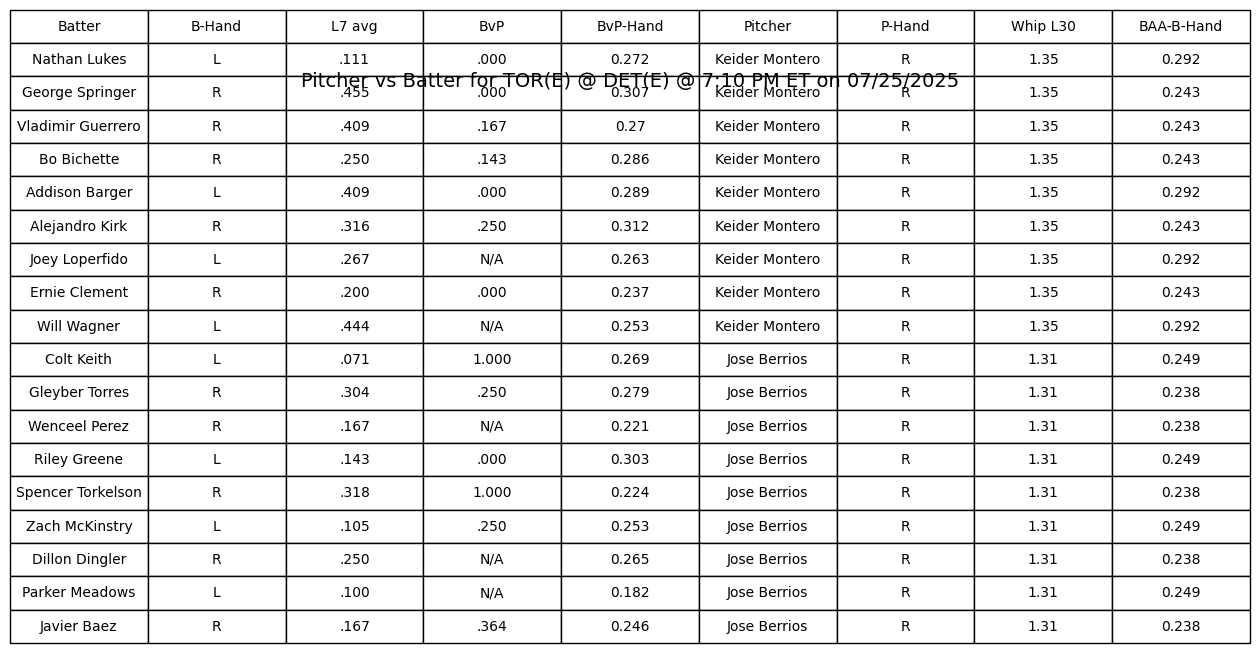 Batter B-Hand L7 avg BvP BvP-Hand Pitcher P-Hand Whip L30 BAA-B-Hand
Nathan Lukes L .111 .000 0.272 Keider Montero R 1.35 0.292
Pitcher vs Batter for TOR(E) @ DET(E) @ 7:10 PM ET on 07/25/2025
George Springer R .455 .000 0.307 Keider Montero R 1.35 0.243
Vladimir Guerrero R .409 .167 0.27 Keider Montero R 1.35 0.243
Bo Bichette R .250 .143 0.286 Keider Montero R 1.35 0.243
Addison Barger L .409 .000 0.289 Keider Montero R 1.35 0.292
Alejandro Kirk R .316 .250 0.312 Keider Montero R 1.35 0.243
Joey Loperfido L .267 N/A 0.263 Keider Montero R 1.35 0.292
Ernie Clement R .200 .000 0.237 Keider Montero R 1.35 0.243
Will Wagner L .444 N/A 0.253 Keider Montero R 1.35 0.292
Colt Keith L .071 1.000 0.269 Jose Berrios R 1.31 0.249
Gleyber Torres R .304 .250 0.279 Jose Berrios R 1.31 0.238
Wenceel Perez R .167 N/A 0.221 Jose Berrios R 1.31 0.238
Riley Greene L .143 .000 0.303 Jose Berrios R 1.31 0.249
Spencer Torkelson R .318 1.000 0.224 Jose Berrios R 1.31 0.238
Zach McKinstry L .105 .250 0.253 Jose Berrios R 1.31 0.249
Dillon Dingler R .250 N/A 0.265 Jose Berrios R 1.31 0.238
Parker Meadows L .100 N/A 0.182 Jose Berrios R 1.31 0.249
Javier Baez R .167 .364 0.246 Jose Berrios R 1.31 0.238